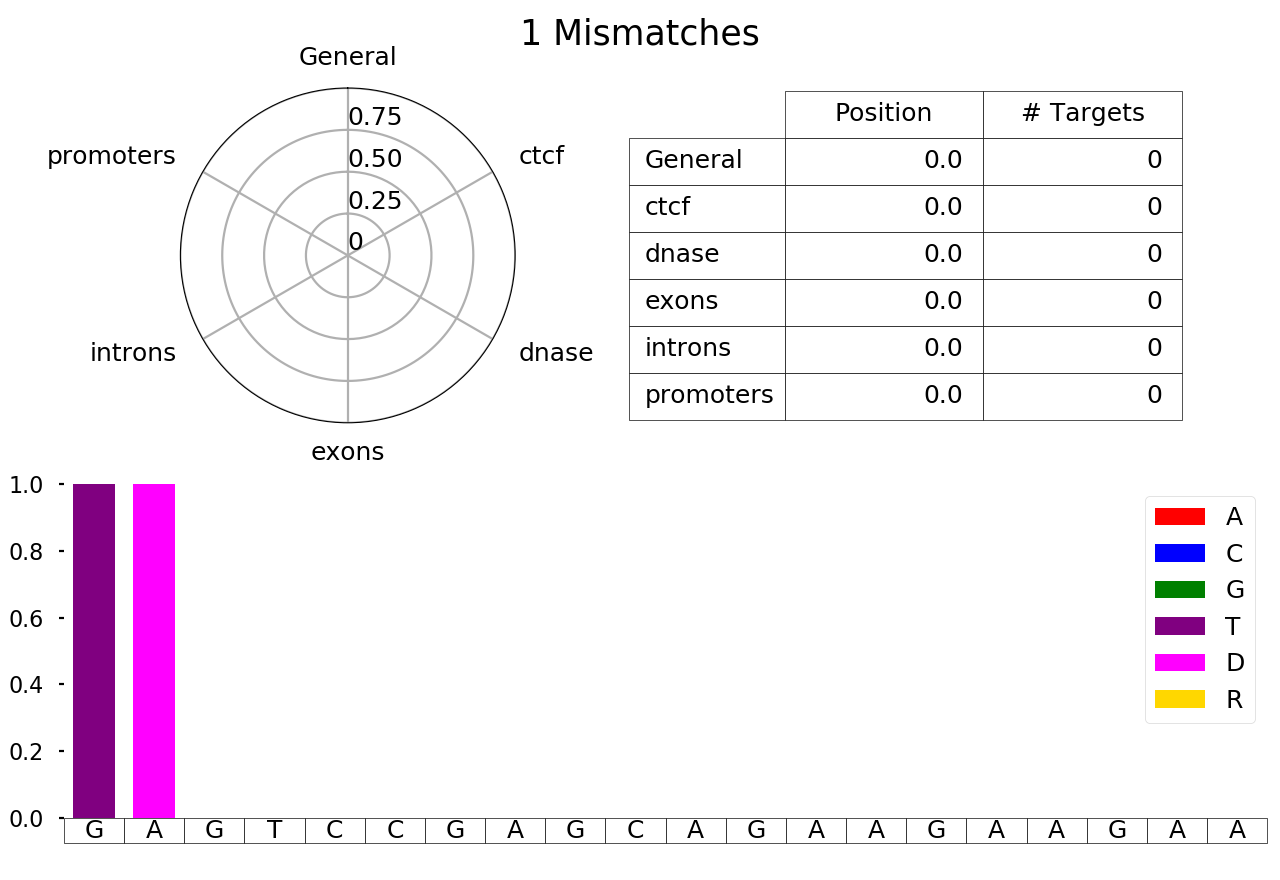 1 Mismatches
General
promoters
ctcf
0.75
0.50
0.25
0
introns
dnase
exons
Position # Targets
General 0.0 0
ctcf 0.0 0
dnase 0.0 0
exons 0.0 0
introns 0.0 0
promoters 0.0 0
1.0
0.8
0.6
0.4
0.2
0.0
A
C
G
T
D
R
G A G T C C G A G C A G A A G A A G A A